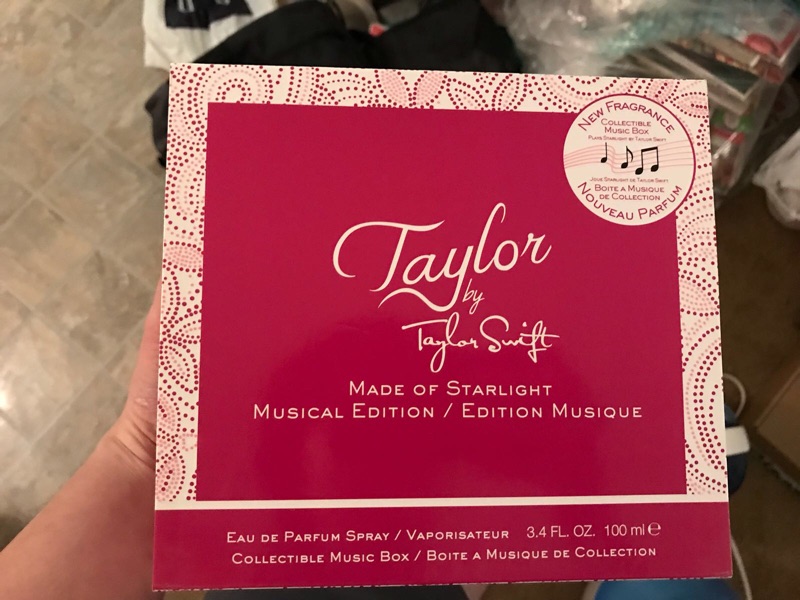 New Fragrance
Collectible
Music Box
Plays Starlight by Taylor Swift
Joue Starlight de Taylor Swift
Boite a Musique
de Collection
Nouveau Parfum
Taylor
by
Taylor Swift
Made of Starlight
Musical Edition / Edition Musique
Eau de Parfum Spray / Vaporisateur 3.4 FL. OZ. 100 ml ℮
Collectible Music Box / Boite a Musique de Collection